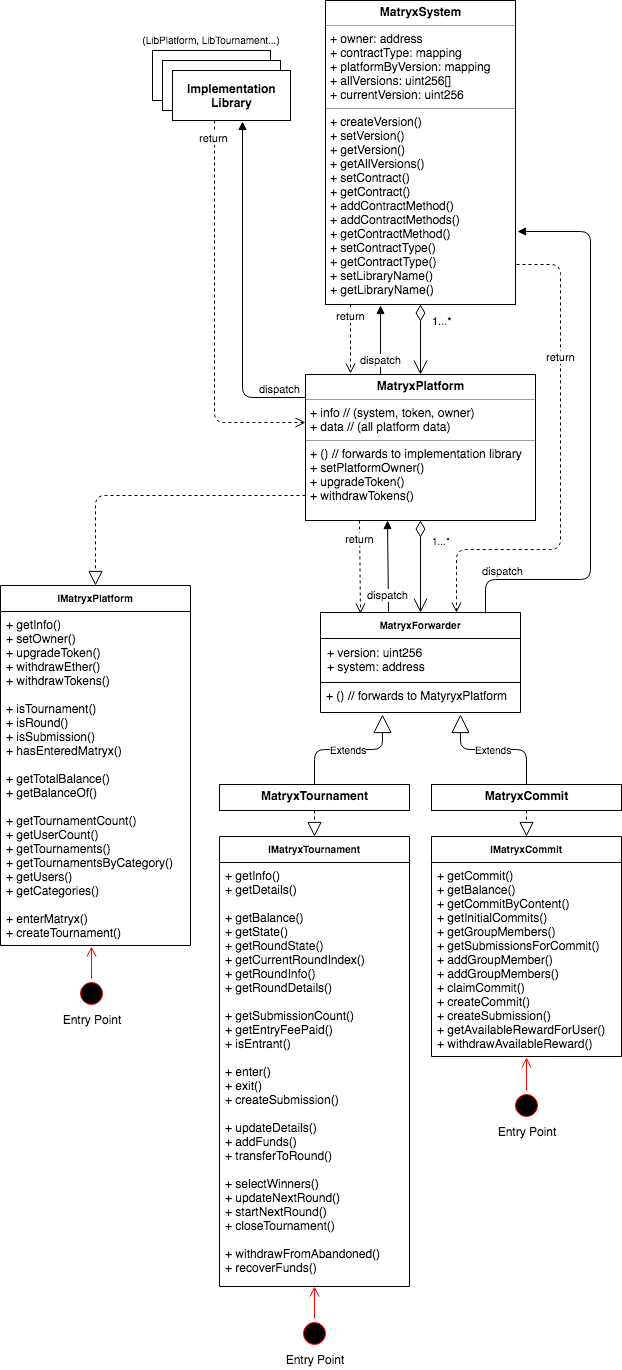 MatryxSystem
+ owner: address
+ contractType: mapping
+ platformByVersion: mapping
+ allVersions: uint256[]
+ currentVersion: uint256
+ createVersion()
+ setVersion()
+ getVersion()
+ getAllVersions()
+ setContract()
+ getContract()
+ addContractMethod()
+ addContractMethods()
+ getContractMethod()
+ setContractType()
+ getContractType()
+ setLibraryName()
+ getLibraryName()
(LibPlatform, LibTournament...)
Implementation
Library
return
return
1...*
dispatch
return
dispatch
MatryxPlatform
+ info // (system, token, owner)
+ data // (all platform data)
+ () // forwards to implementation library
+ setPlatformOwner()
+ upgradeToken()
+ withdrawTokens()
return
1...*
dispatch
dispatch
IMatryxPlatform
+ getInfo()
+ setOwner()
+ upgradeToken()
+ withdrawEther()
+ withdrawTokens()
+ isTournament()
+ isRound()
+ isSubmission()
+ hasEnteredMatryx()
+ getTotalBalance()
+ getBalanceOf()
+ getTournamentCount()
+ getUserCount()
+ getTournaments()
+ getTournamentsByCategory()
+ getUsers()
+ getCategories()
+ enterMatryx()
+ createTournament()
Entry Point
MatryxForwarder
+ version: uint256
+ system: address
+ () // forwards to MatyryxPlatform
Extends
Extends
MatryxTournament
IMatryxTournament
+ getInfo()
+ getDetails()
+ getBalance()
+ getState()
+ getRoundState()
+ getCurrentRoundIndex()
+ getRoundInfo()
+ getRoundDetails()
+ getSubmissionCount()
+ getEntryFeePaid()
+ isEntrant()
+ enter()
+ exit()
+ createSubmission()
+ updateDetails()
+ addFunds()
+ transferToRound()
+ selectWinners()
+ updateNextRound()
+ startNextRound()
+ closeTournament()
+ withdrawFromAbandoned()
+ recoverFunds()
Entry Point
MatryxCommit
IMatryxCommit
+ getCommit()
+ getBalance()
+ getCommitByContent()
+ getInitialCommits()
+ getGroupMembers()
+ getSubmissionsForCommit()
+ addGroupMember()
+ addGroupMembers()
+ claimCommit()
+ createCommit()
+ createSubmission()
+ getAvailableRewardForUser()
+ withdrawAvailableReward()
Entry Point